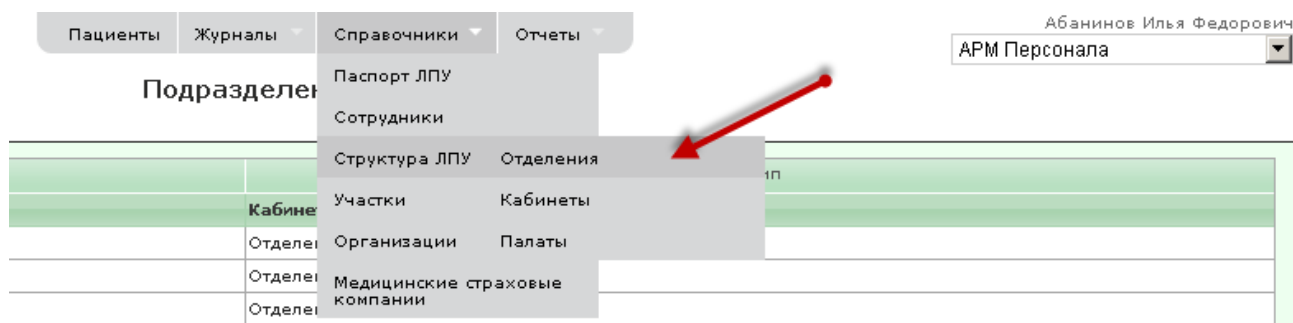 Абанинов Илья Федорович
Пациенты Журналы Справочники Отчеты
АРМ Персонала
Паспорт ЛПУ
Сотрудники
Структура ЛПУ Отделения
Участки Кабинеты
Организации Палаты
Медицинские страховые
компании